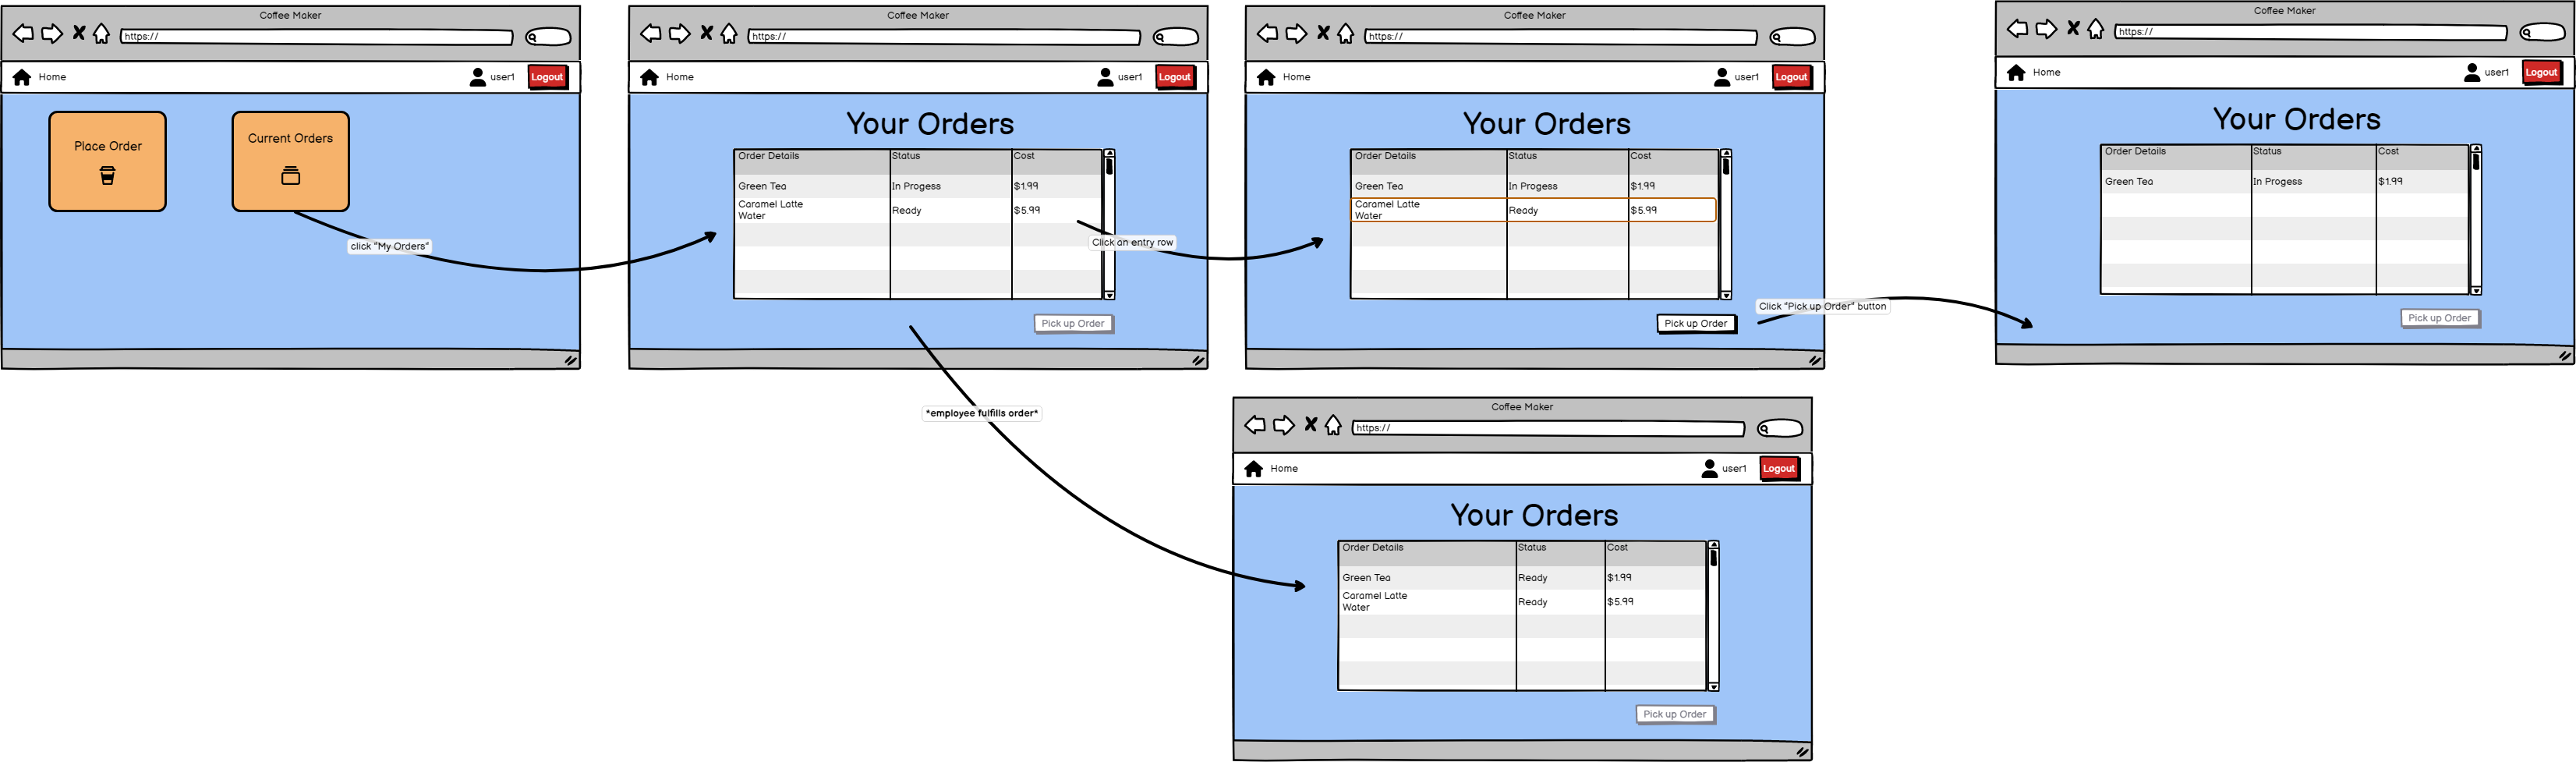 Coffee Maker
https://
Home
user1
Logout
Place Order
Current Orders
click "My Orders"
Coffee Maker
https://
Home
user1
Logout
Your Orders
Order Details Status Cost
Green Tea In Progess $1.99
Caramel Latte
Water Ready $5.99
Click an entry row
Pick up Order
*employee fulfills order*
Coffee Maker
https://
Home
user1
Logout
Your Orders
Order Details Status Cost
Green Tea In Progess $1.99
Caramel Latte
Water Ready $5.99
Pick up Order
Click "Pick up Order" button
Coffee Maker
https://
Home
user1
Logout
Your Orders
Order Details Status Cost
Green Tea In Progess $1.99
Pick up Order
Coffee Maker
https://
Home
user1
Logout
Your Orders
Order Details Status Cost
Green Tea Ready $1.99
Caramel Latte
Water Ready $5.99
Pick up Order